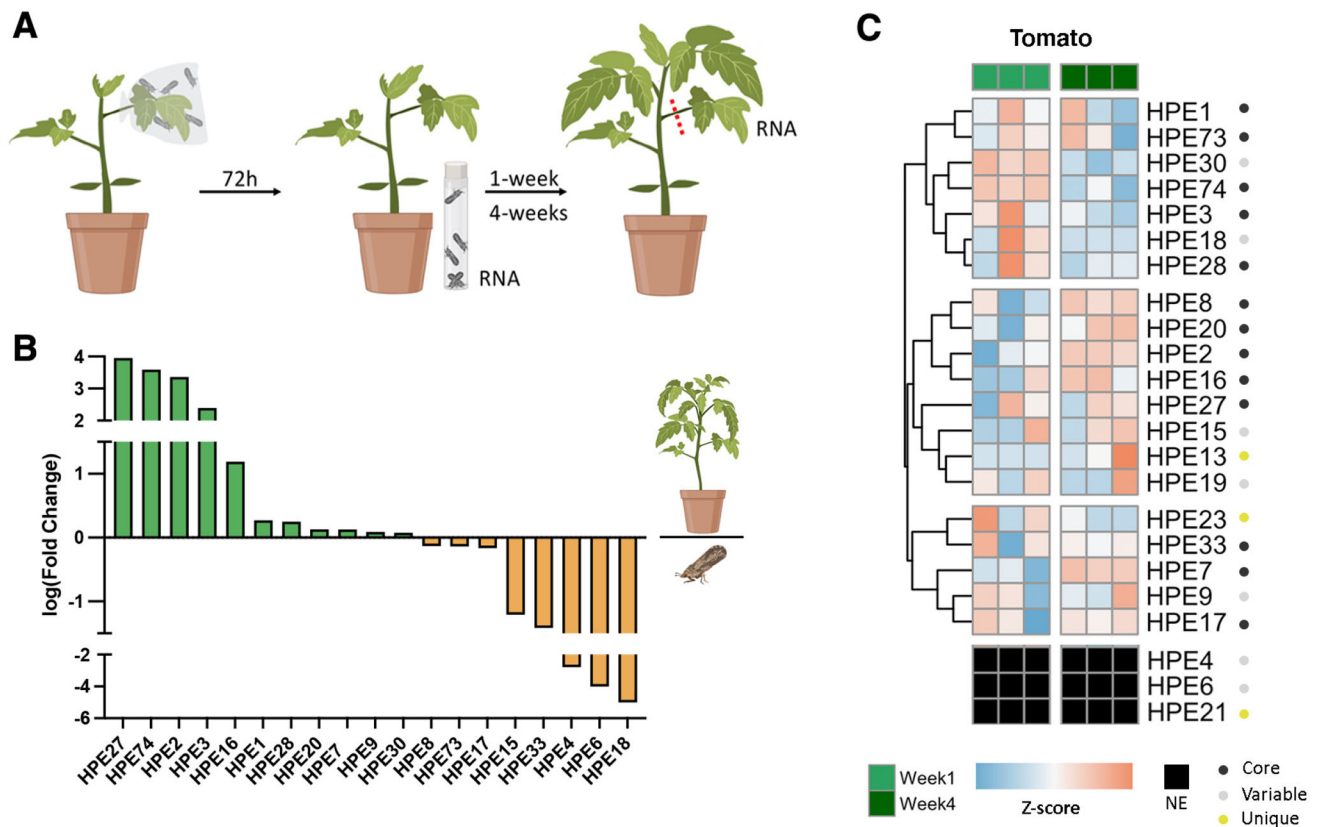 A
72h
RNA
1-week
4-weeks
RNA
B
log(Fold Change)
4
3
2
1
0
-1
-2
-4
-6
HPE27
HPE74
HPE2
HPE3
HPE16
HPE1
HPE28
HPE20
HPE7
HPE9
HPE30
HPE8
HPE73
HPE17
HPE15
HPE33
HPE4
HPE6
HPE18
C
Tomato
HPE1
HPE73
HPE30
HPE74
HPE3
HPE18
HPE28
HPE8
HPE20
HPE2
HPE16
HPE27
HPE15
HPE13
HPE19
HPE23
HPE33
HPE7
HPE9
HPE17
HPE4
HPE6
HPE21
Week1
Week4
Z-score
NE
Core
Variable
Unique